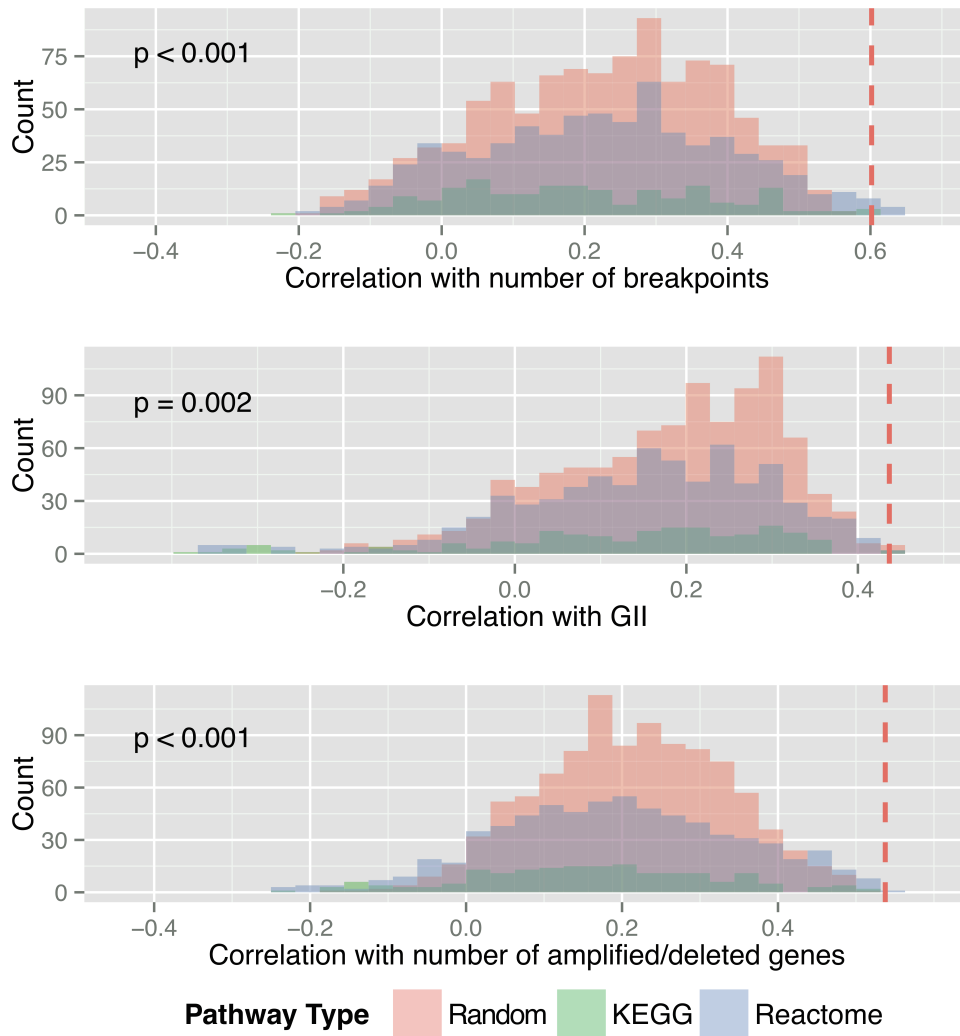 p < 0.001
Count
75
50
25
0
−0.4 −0.2 0.0 0.2 0.4 0.6
Correlation with number of breakpoints
p = 0.002
Count
90
60
30
0
−0.2 0.0 0.2 0.4
Correlation with GII
p < 0.001
Count
90
60
30
0
−0.4 −0.2 0.0 0.2 0.4
Correlation with number of amplified/deleted genes
Pathway Type Random KEGG Reactome